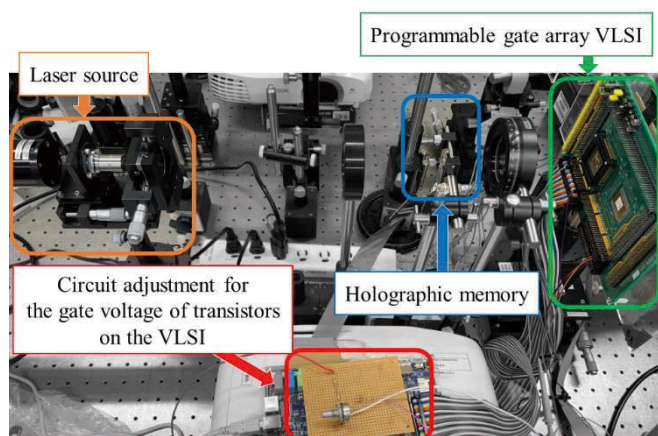 Programmable gate array VLSI
Laser source
Circuit adjustment for
the gate voltage of transistors
on the VLSI
Holographic memory